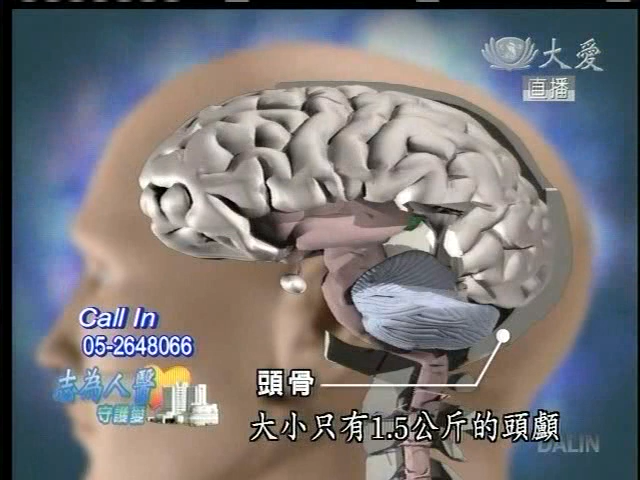 大愛
直播
Call In
05-2648066
志為人醫
守護愛
頭骨
大小只有1.5公斤的頭顱
DALIN